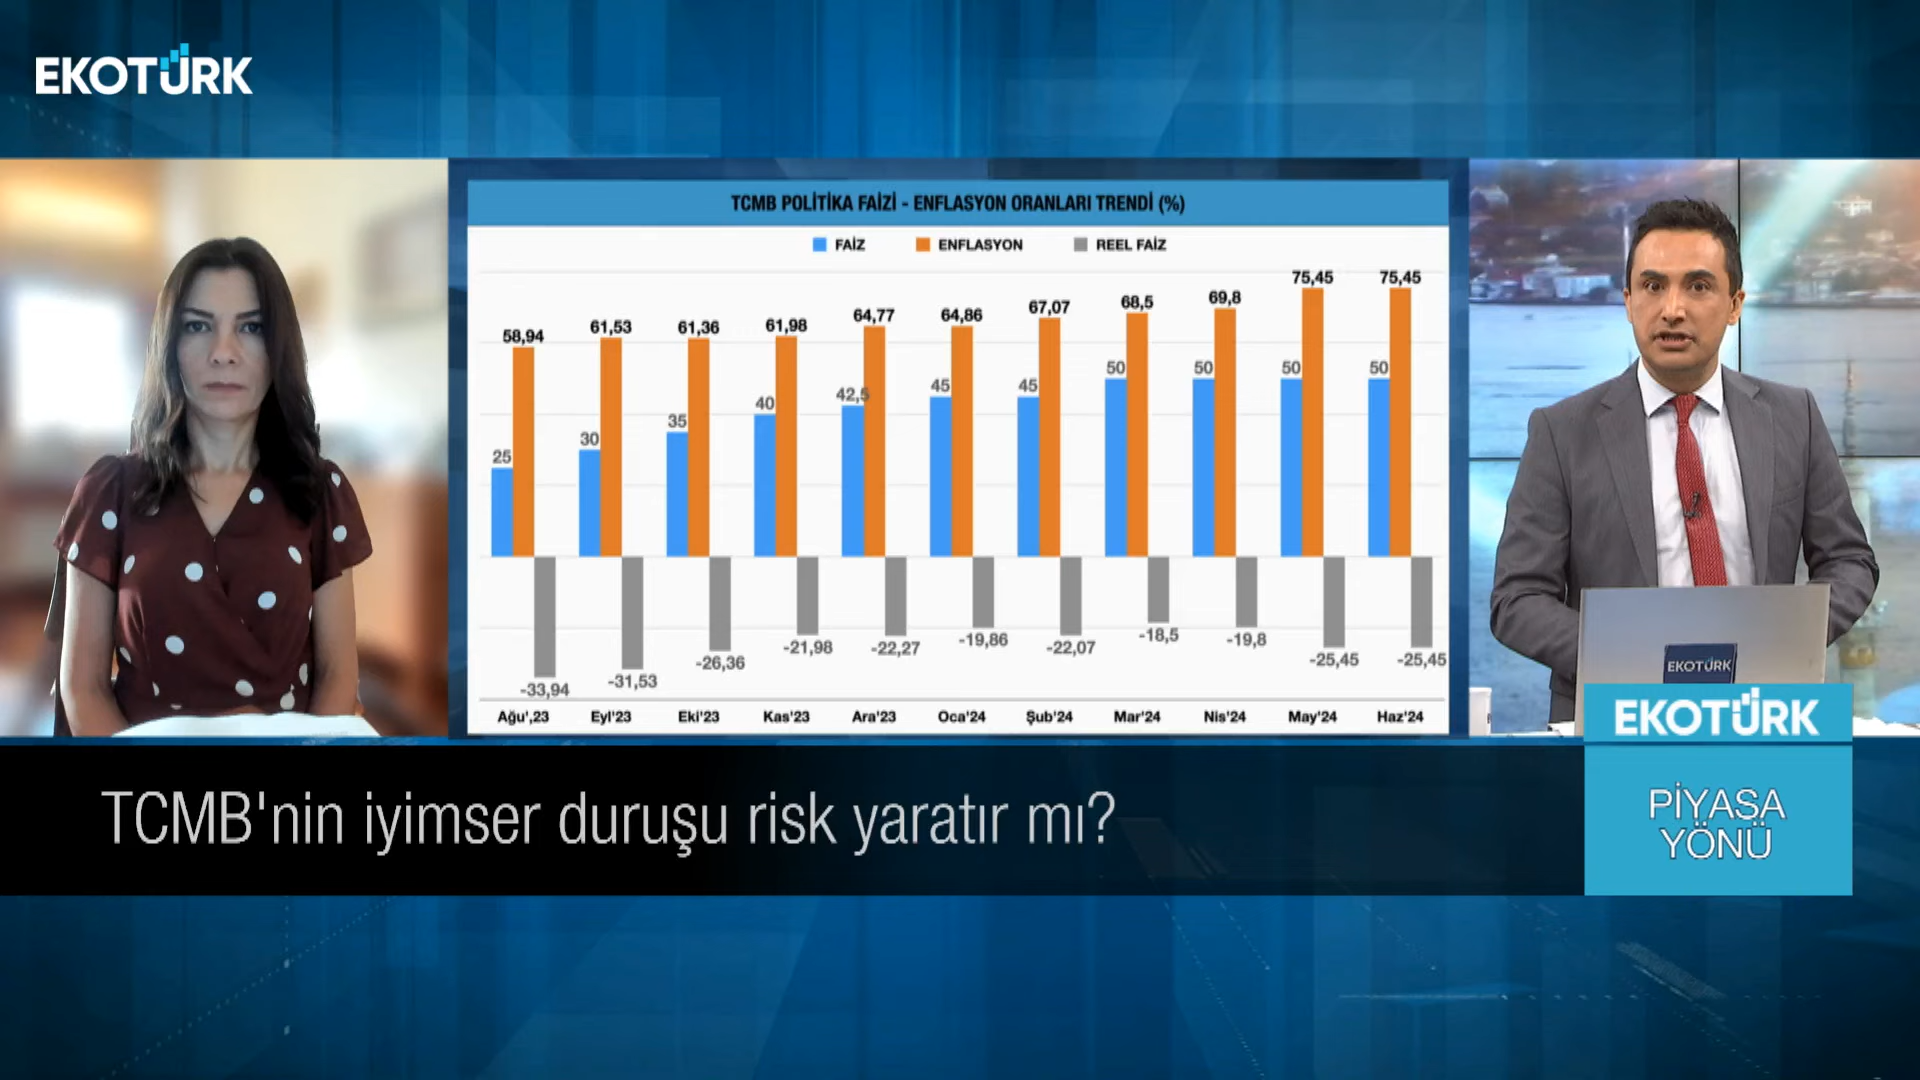 EKOTÜRK
TCMB POLİTİKA FAİZİ - ENFLASYON ORANLARI TRENDİ (%)
FAİZ ENFLASYON REEL FAİZ
58,94 61,53 61,36 61,98 64,77 64,86 67,07 68,5 69,8 75,45 75,45
25 30 35 40 42,5 45 45 50 50 50 50
-33,94 -31,53 -26,36 -21,98 -22,27 -19,86 -22,07 -18,5 -19,8 -25,45 -25,45
Ağu',23 Eyl'23 Eki'23 Kas'23 Ara'23 Oca'24 Şub'24 Mar'24 Nis'24 May'24 Haz'24
EKOTÜRK
EKOTÜRK
TCMB'nin iyimser duruşu risk yaratır mı?
PİYASA
YÖNÜ